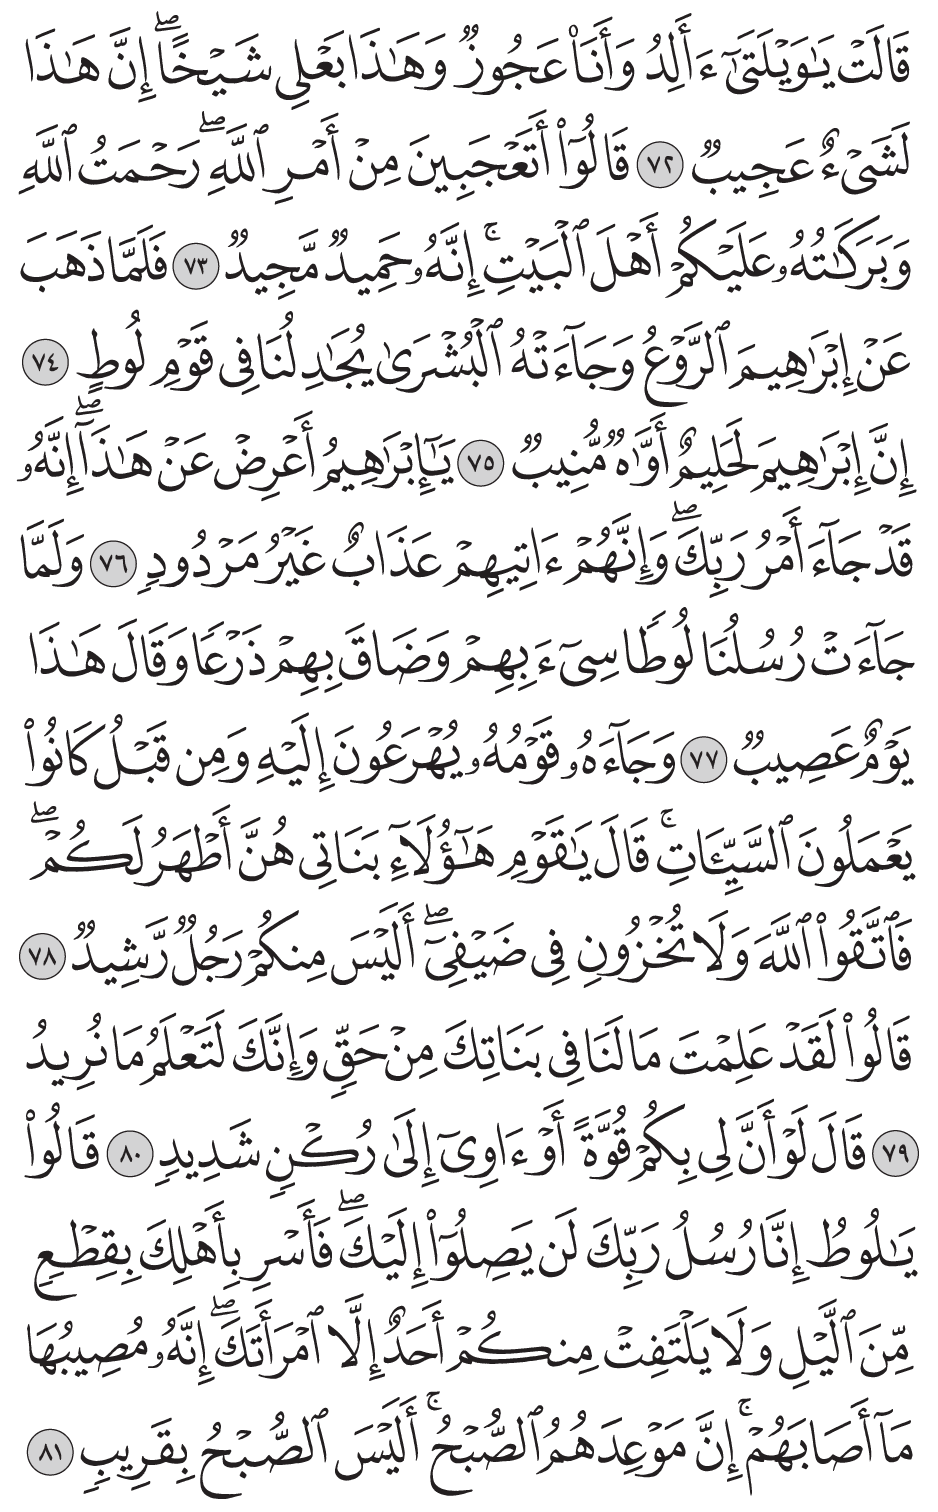 قَالَتْ يَٰوَيْلَتَىٰٓ ءَأَلِدُ وَأَنَا۠ عَجُوزٌ وَهَٰذَا بَعْلِي شَيْخًا ۖ إِنَّ هَٰذَا
لَشَىْءٌ عَجِيبٌ ٧٢ قَالُوٓا۟ أَتَعْجَبِينَ مِنْ أَمْرِ ٱللَّهِ ۖ رَحْمَتُ ٱللَّهِ
وَبَرَكَٰتُهُۥ عَلَيْكُمْ أَهْلَ ٱلْبَيْتِ ۚ إِنَّهُۥ حَمِيدٌ مَّجِيدٌ ٧٣ فَلَمَّا ذَهَبَ
عَنْ إِبْرَٰهِيمَ ٱلرَّوْعُ وَجَآءَتْهُ ٱلْبُشْرَىٰ يُجَٰدِلُنَا فِى قَوْمِ لُوطٍ ٧٤
إِنَّ إِبْرَٰهِيمَ لَحَلِيمٌ أَوَّٰهٌ مُّنِيبٌ ٧٥ يَٰٓإِبْرَٰهِيمُ أَعْرِضْ عَنْ هَٰذَآ ۖ إِنَّهُۥ
قَدْ جَآءَ أَمْرُ رَبِّكَ ۖ وَإِنَّهُمْ ءَاتِيهِمْ عَذَابٌ غَيْرُ مَرْدُودٍ ٧٦ وَلَمَّا
جَآءَتْ رُسُلُنَا لُوطًا سِىٓءَ بِهِمْ وَضَاقَ بِهِمْ ذَرْعًا وَقَالَ هَٰذَا
يَوْمٌ عَصِيبٌ ٧٧ وَجَآءَهُۥ قَوْمُهُۥ يُهْرَعُونَ إِلَيْهِ وَمِن قَبْلُ كَانُوا۟
يَعْمَلُونَ ٱلسَّيِّـَٔاتِ ۚ قَالَ يَٰقَوْمِ هَٰٓؤُلَآءِ بَنَاتِى هُنَّ أَطْهَرُ لَكُمْ ۖ
فَٱتَّقُوا۟ ٱللَّهَ وَلَا تُخْزُونِ فِى ضَيْفِىٓ ۖ أَلَيْسَ مِنكُمْ رَجُلٌ رَّشِيدٌ ٧٨
قَالُوا۟ لَقَدْ عَلِمْتَ مَا لَنَا فِى بَنَاتِكَ مِنْ حَقٍّ وَإِنَّكَ لَتَعْلَمُ مَا نُرِيدُ
٧٩ قَالَ لَوْ أَنَّ لِى بِكُمْ قُوَّةً أَوْ ءَاوِىٓ إِلَىٰ رُكْنٍ شَدِيدٍ ٨٠ قَالُوا۟
يَٰلُوطُ إِنَّا رُسُلُ رَبِّكَ لَن يَصِلُوٓا۟ إِلَيْكَ ۖ فَأَسْرِ بِأَهْلِكَ بِقِطْعٍ
مِّنَ ٱلَّيْلِ وَلَا يَلْتَفِتْ مِنكُمْ أَحَدٌ إِلَّا ٱمْرَأَتَكَ ۖ إِنَّهُۥ مُصِيبُهَا
مَآ أَصَابَهُمْ ۚ إِنَّ مَوْعِدَهُمُ ٱلصُّبْحُ ۚ أَلَيْسَ ٱلصُّبْحُ بِقَرِيبٍ ٨١